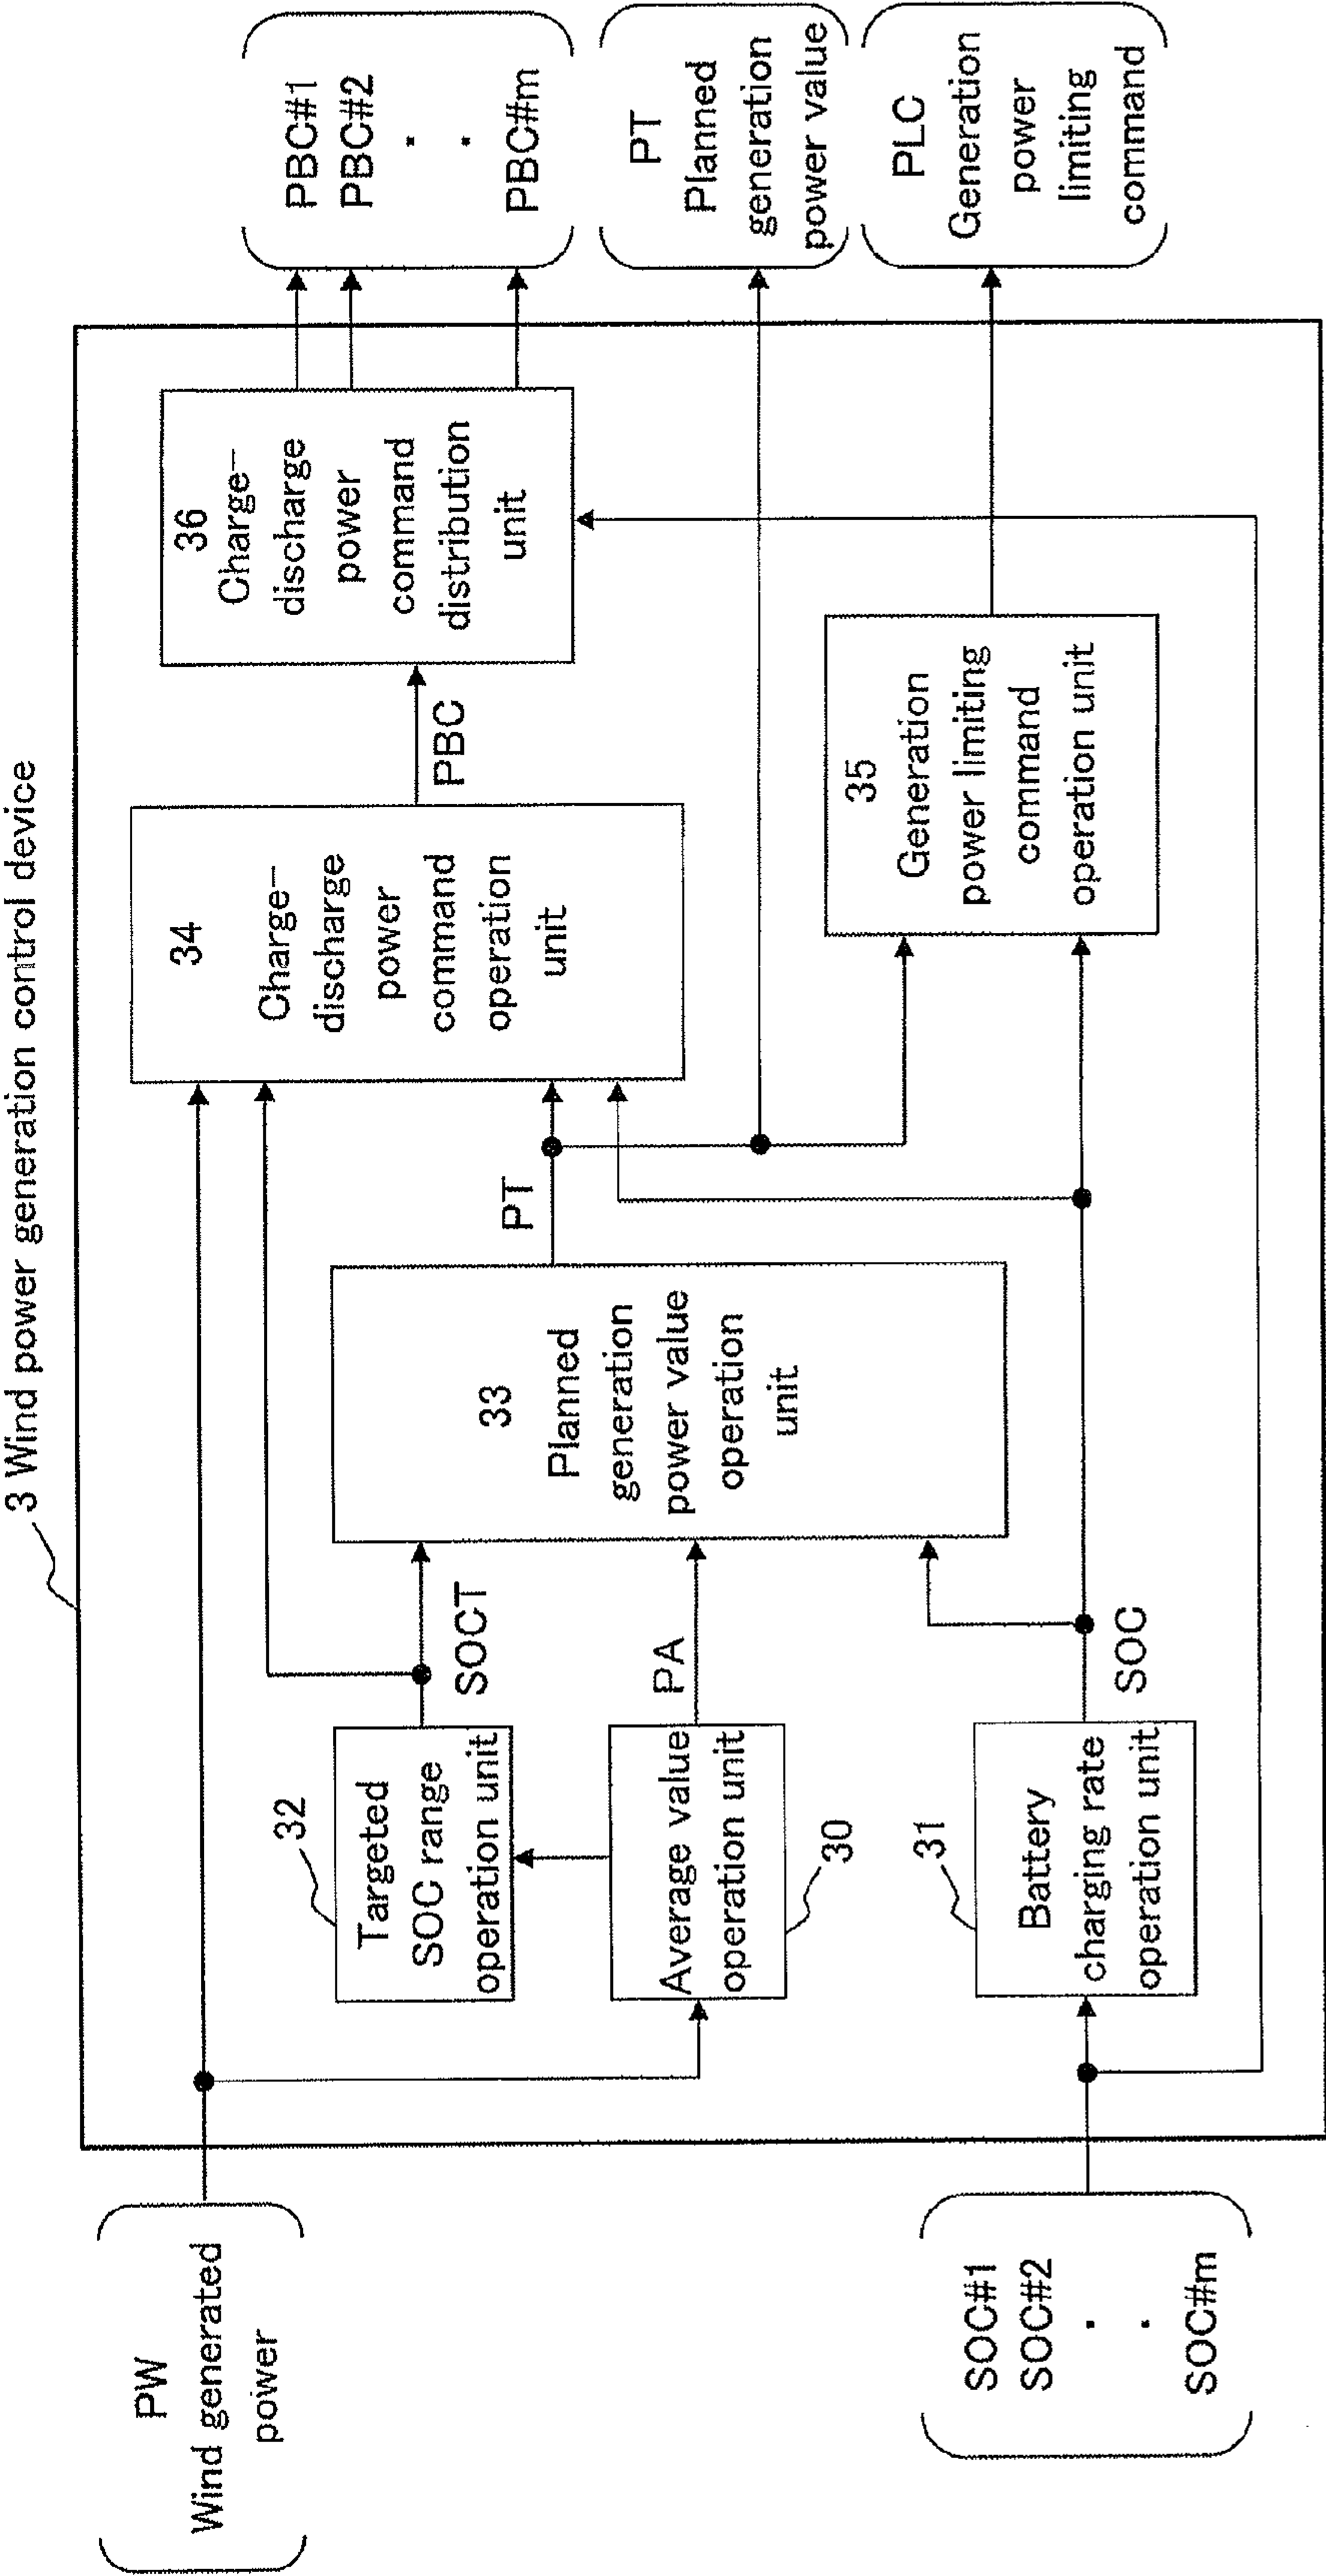 3 Wind power generation control device
PW
Wind generated
power
SOC#1
SOC#2
.
.
SOC#m
32
Targeted
SOC range
operation unit
Average value
operation unit
30
31
Battery
charging rate
operation unit
SOCT
PA
SOC
33
Planned
generation
power value
operation
unit
PT
34
Charge-
discharge
power
command
operation
unit
35
Generation
power limiting
command
operation unit
PBC
36
Charge-
discharge
power
command
distribution
unit
PBC#1
PBC#2
.
.
PBC#m
PT
Planned
generation
power value
PLC
Generation
power
limiting
command